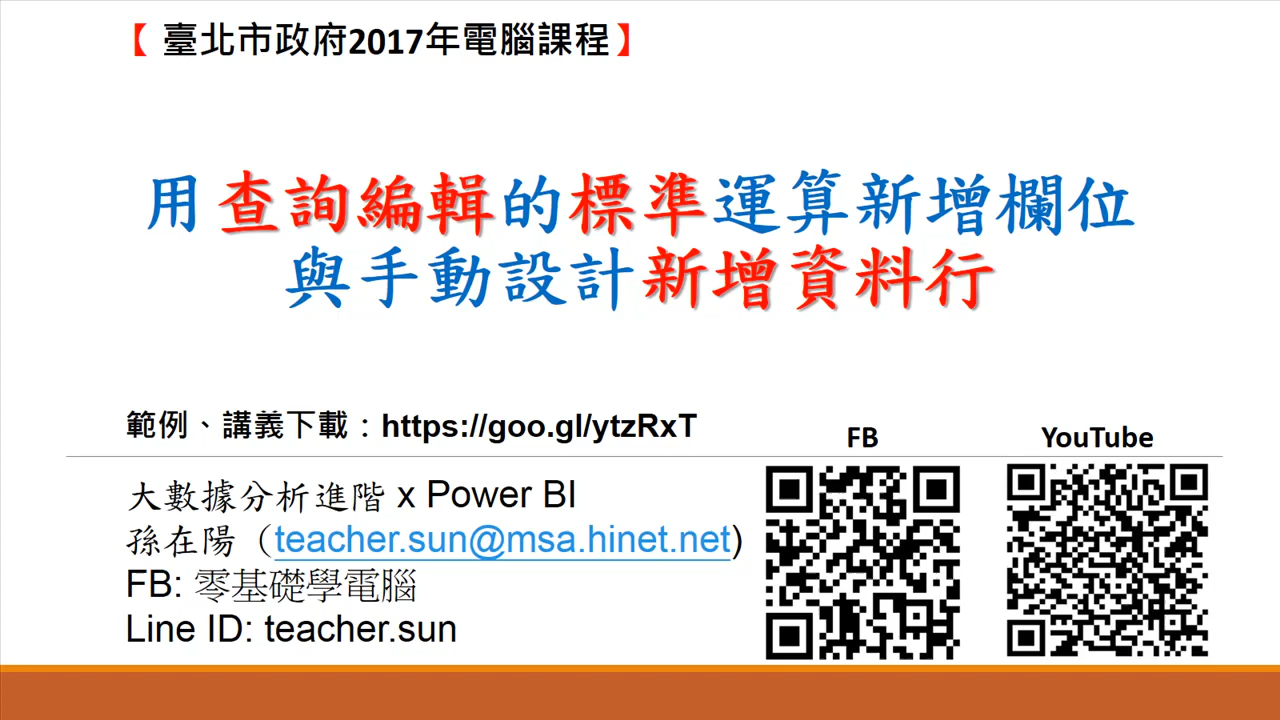 【 臺北市政府2017年電腦課程】
用查詢編輯的標準運算新增欄位
與手動設計新增資料行
範例、講義下載：https://goo.gl/ytzRxT
FB
YouTube
大數據分析進階 x Power BI
孫在陽（teacher.sun@msa.hinet.net)
FB: 零基礎學電腦
Line ID: teacher.sun